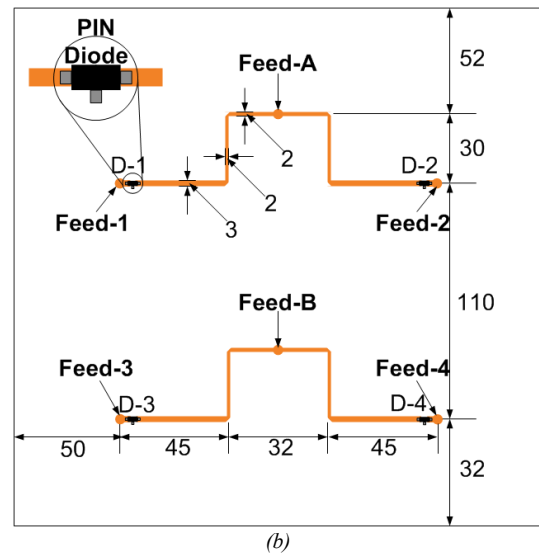 PIN
Diode
Feed-A
52
30
2
D-1
D-2
2
Feed-1
3
Feed-2
110
Feed-B
Feed-3
Feed-4
D-3
D-4
50
45
32
45
32
(b)